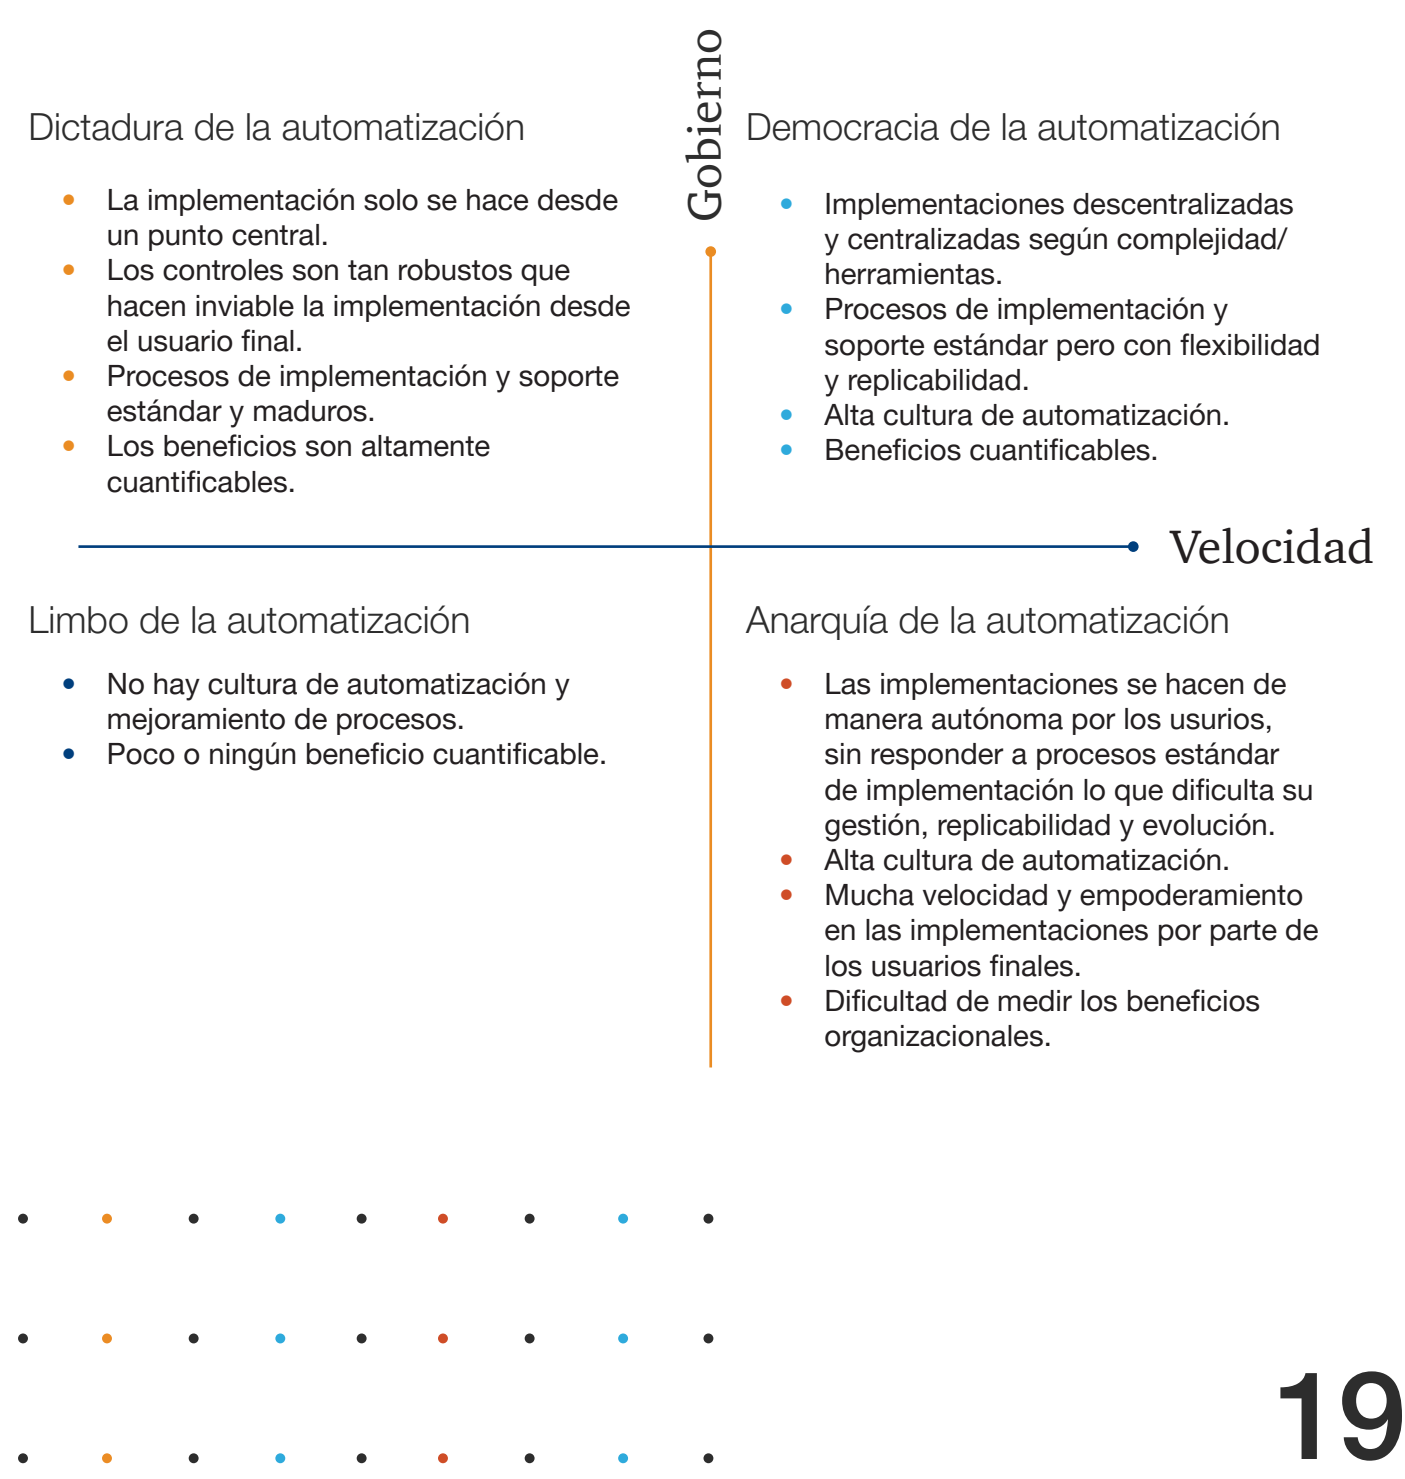 Gobierno
Dictadura de la automatización
La implementación solo se hace desde
un punto central.
Los controles son tan robustos que
hacen inviable la implementación desde
el usuario final.
Procesos de implementación y soporte
estándar y maduros.
Los beneficios son altamente
cuantificables.
Democracia de la automatización
Implementaciones descentralizadas
y centralizadas según complejidad/
herramientas.
Procesos de implementación y
soporte estándar pero con flexibilidad
y replicabilidad.
Alta cultura de automatización.
Beneficios cuantificables.
Velocidad
Limbo de la automatización
No hay cultura de automatización y
mejoramiento de procesos.
Poco o ningún beneficio cuantificable.
Anarquía de la automatización
Las implementaciones se hacen de
manera autónoma por los usurios,
sin responder a procesos estándar
de implementación lo que dificulta su
gestión, replicabilidad y evolución.
Alta cultura de automatización.
Mucha velocidad y empoderamiento
en las implementaciones por parte de
los usuarios finales.
Dificultad de medir los beneficios
organizacionales.
19